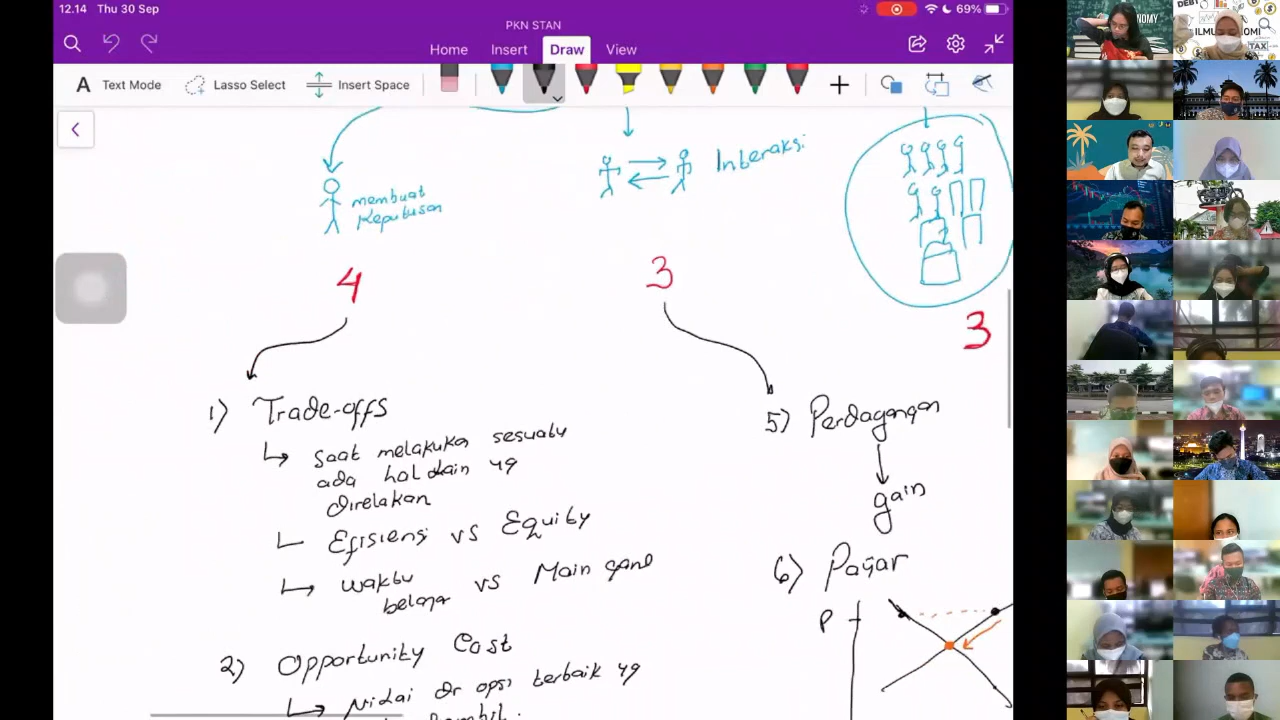 12.14 Thu 30 Sep
69%
PKN STAN
Home Insert Draw View
Text Mode Lasso Select Insert Space
membuat
Keputusan
Interaksi
4
3
3
1) Trade-offs
saat melakukan sesuatu
ada hal lain yg
direlakan
Efisiensi vs Equity
waktu belajar vs Main game
2) Opportunity Cost
Nilai dr opsi terbaik yg
5) Perdagangan
gain
6) Pasar
P
DEBT
TAX